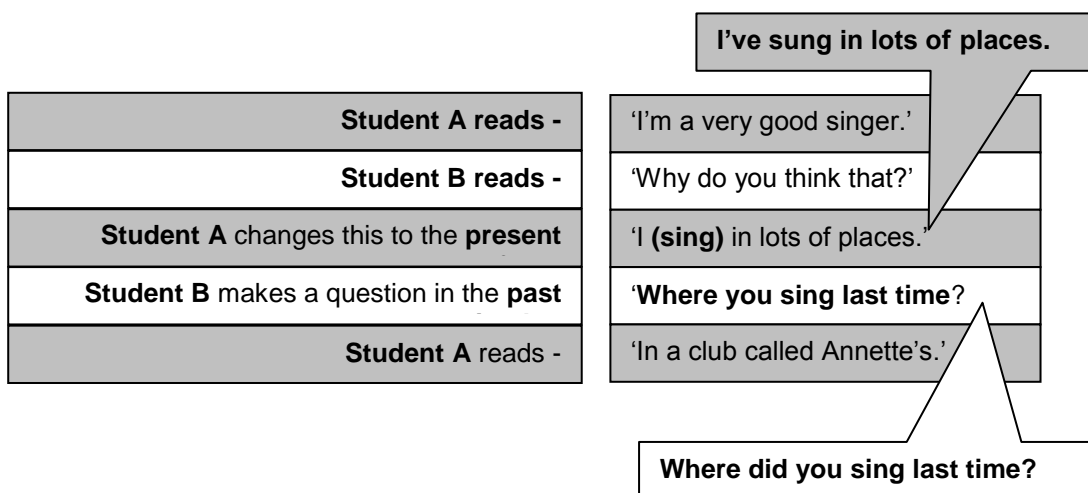 I've sung in lots of places.
Student A reads -
'I'm a very good singer.'
Student B reads -
'Why do you think that?'
Student A changes this to the present
'I (sing) in lots of places.'
Student B makes a question in the past
'Where you sing last time?
Student A reads -
'In a club called Annette's.'
Where did you sing last time?